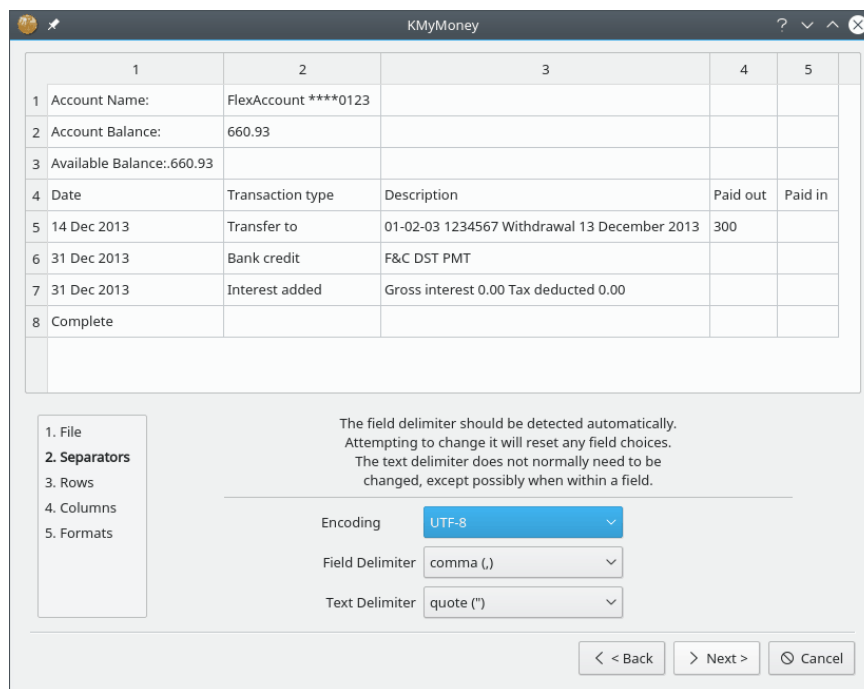 KMyMoney
1 2 3 4 5
1 Account Name: FlexAccount ****0123
2 Account Balance: 660.93
3 Available Balance:.660.93
4 Date Transaction type Description Paid out Paid in
5 14 Dec 2013 Transfer to 01-02-03 1234567 Withdrawal 13 December 2013 300
6 31 Dec 2013 Bank credit F&C DST PMT
7 31 Dec 2013 Interest added Gross interest 0.00 Tax deducted 0.00
8 Complete
1. File
2. Separators
3. Rows
4. Columns
5. Formats
The field delimiter should be detected automatically.
Attempting to change it will reset any field choices.
The text delimiter does not normally need to be
changed, except possibly when within a field.
Encoding UTF-8
Field Delimiter comma (,)
Text Delimiter quote (")
< Back Next > Cancel